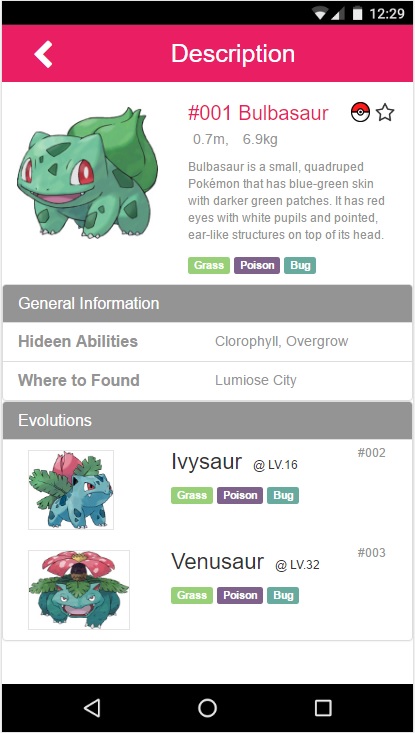 12:29
Description
#001 Bulbasaur
0.7m, 6.9kg
Bulbasaur is a small, quadruped
Pokémon that has blue-green skin
with darker green patches. It has red
eyes with white pupils and pointed,
ear-like structures on top of its head.
Grass Poison Bug
General Information
Hideen Abilities Clorophyll, Overgrow
Where to Found Lumiose City
Evolutions
Ivysaur @ LV.16 #002
Grass Poison Bug
Venusaur @ LV.32 #003
Grass Poison Bug